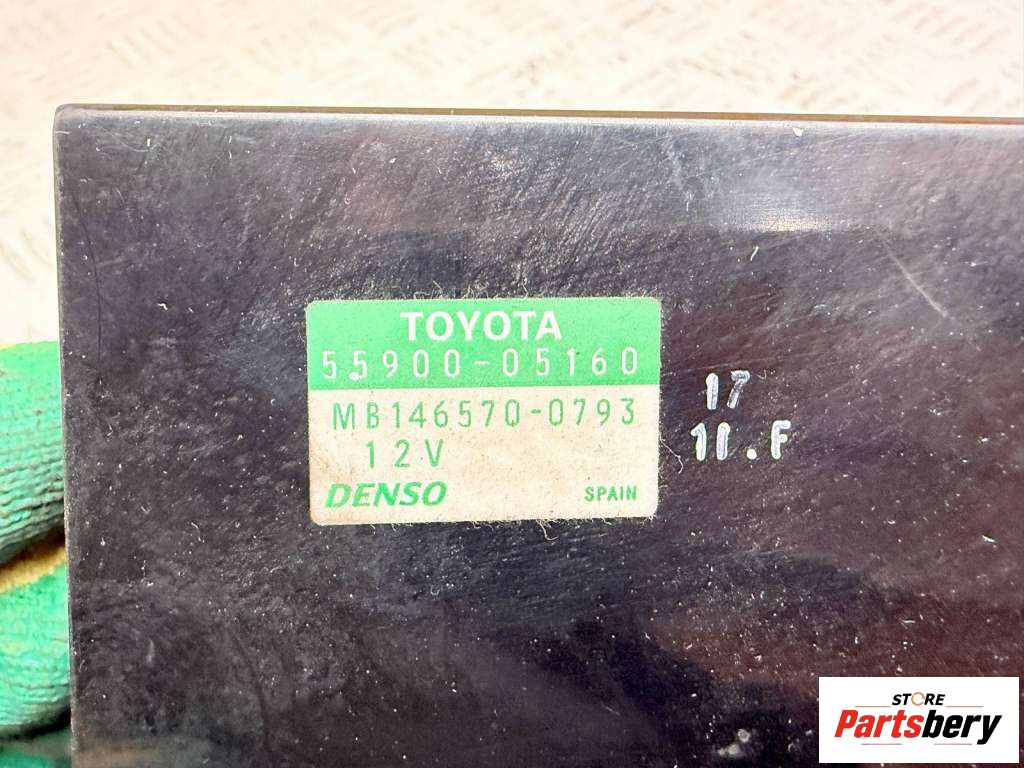 TOYOTA
55900-05160
MB146570-0793
12V
DENSO SPAIN
17
11.F
STORE
Partsbery